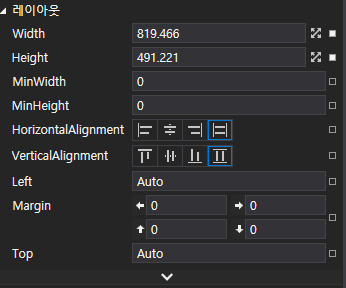 레이아웃
Width 819.466
Height 491.221
MinWidth 0
MinHeight 0
HorizontalAlignment
VerticalAlignment
Left Auto
Margin 0 0
0 0
Top Auto